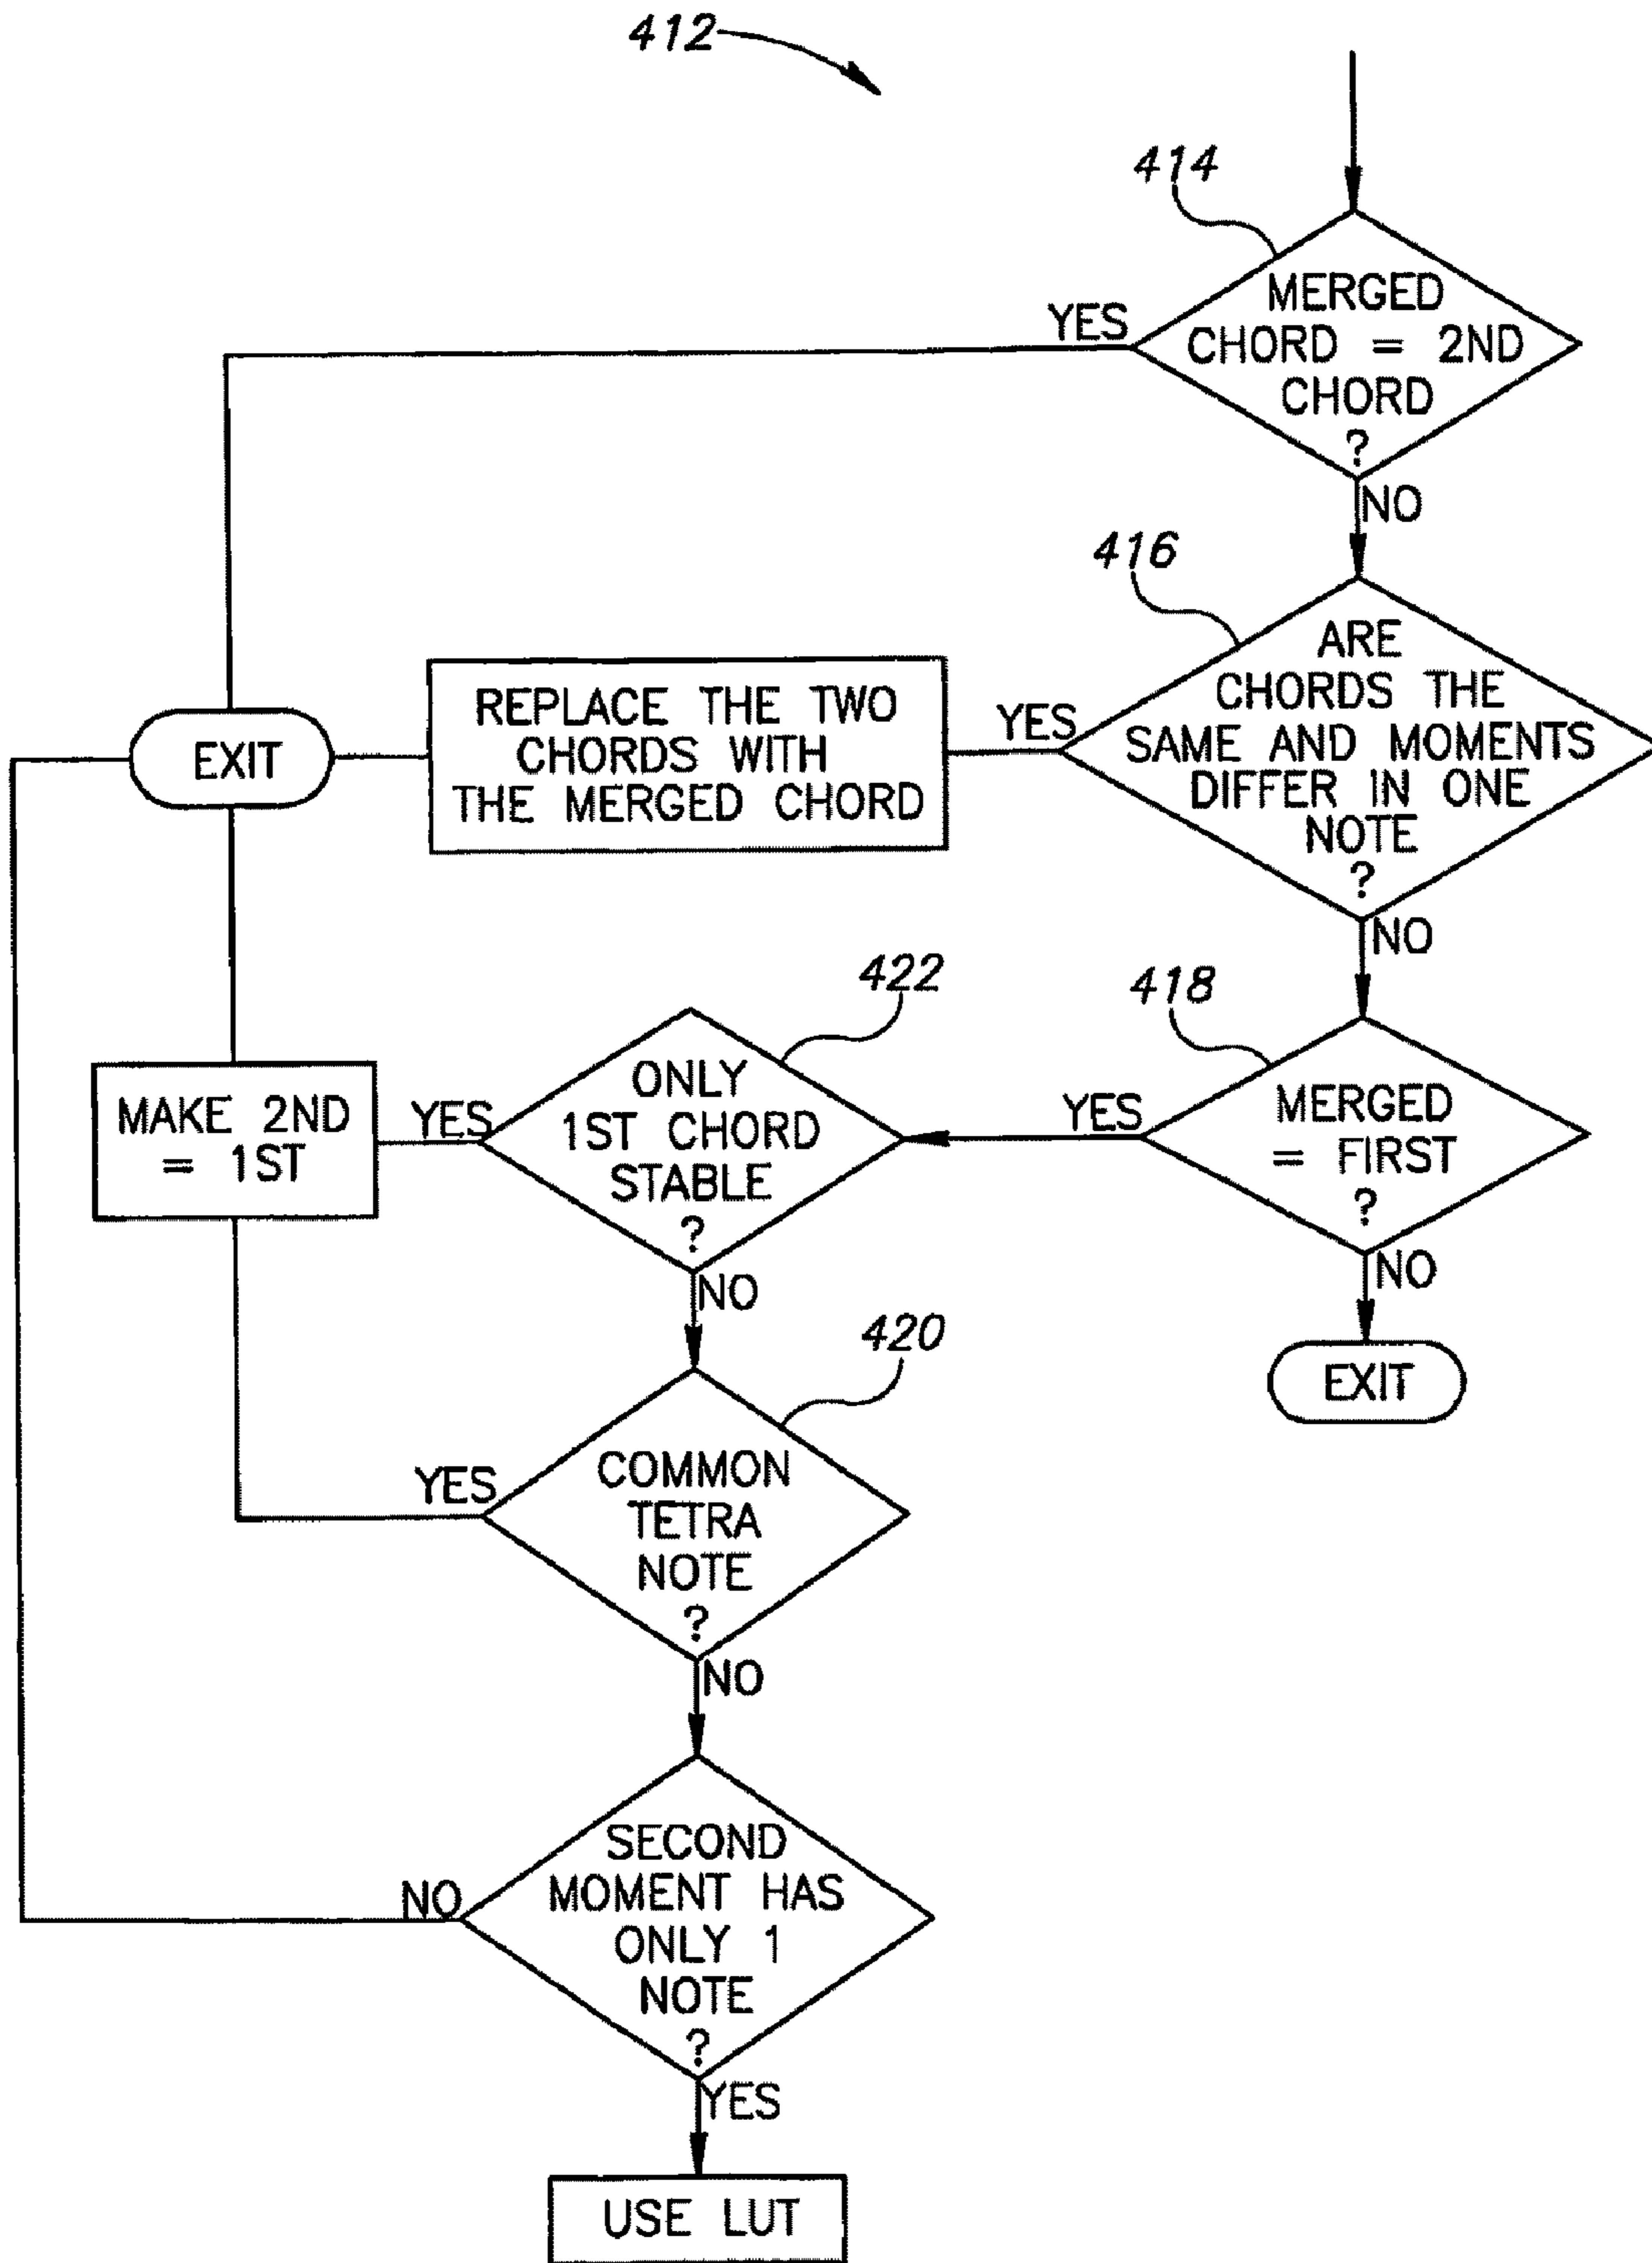 412
414
MERGED
CHORD = 2ND
CHORD
?
YES
NO
416
ARE
CHORDS THE
SAME AND MOMENTS
DIFFER IN ONE
NOTE
?
YES
NO
REPLACE THE TWO
CHORDS WITH
THE MERGED CHORD
EXIT
418
MERGED
= FIRST
?
YES
NO
EXIT
422
ONLY
1ST CHORD
STABLE
?
YES
NO
MAKE 2ND
= 1ST
420
COMMON
TETRA
NOTE
?
YES
NO
SECOND
MOMENT HAS
ONLY 1
NOTE
?
NO
YES
USE LUT